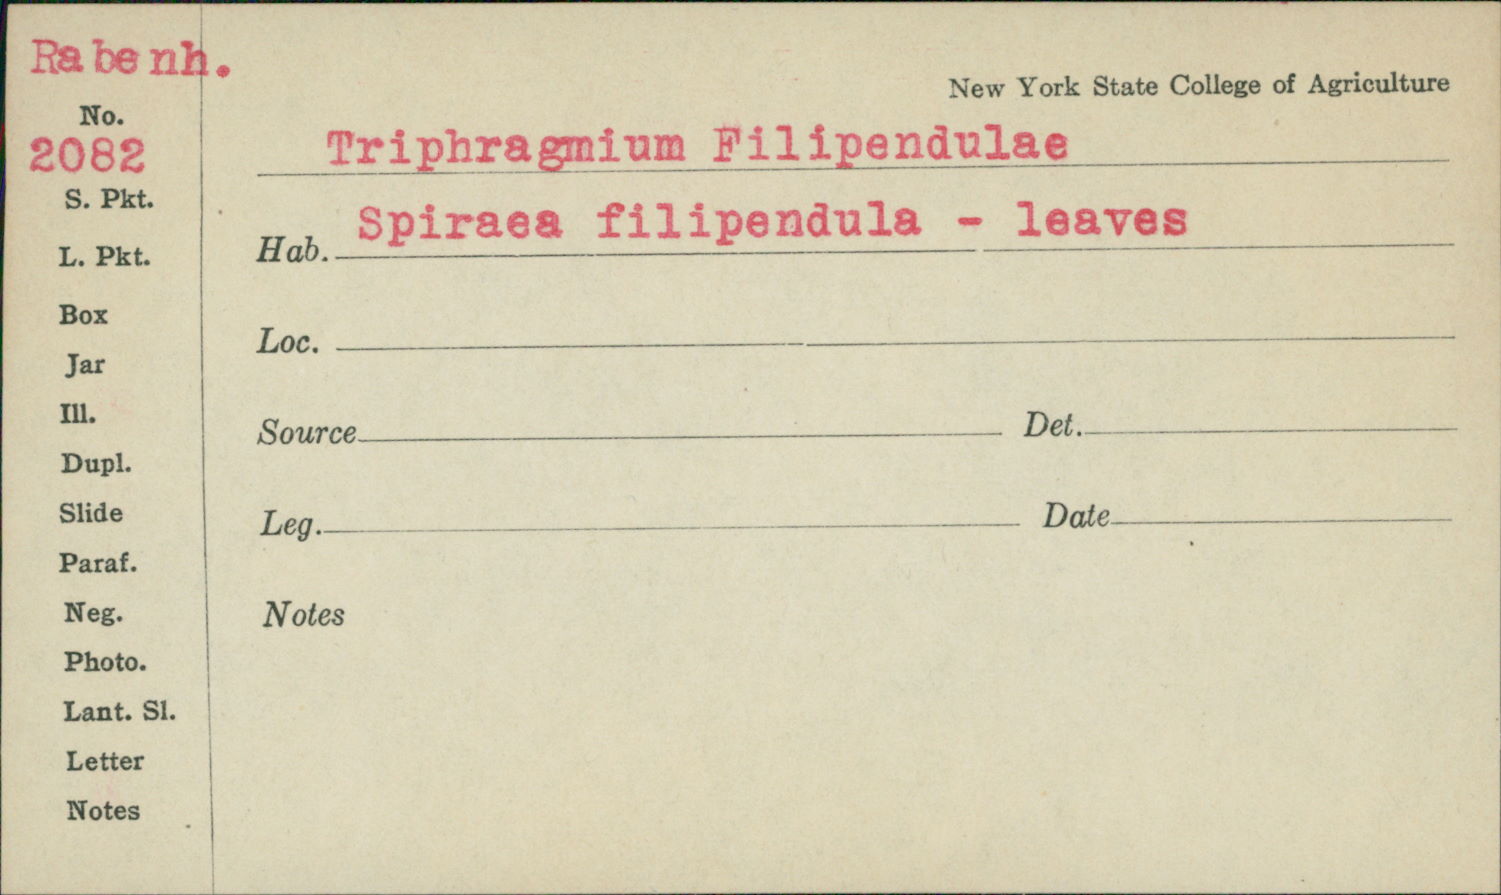 Rabenh.
New York State College of Agriculture
No.
2082
Triphragmium Filipendulae
S. Pkt.
Hab. Spiraea filipendula - leaves
L. Pkt.
Box
Loc.
Jar
Ill.
Source Det.
Dupl.
Slide
Leg. Date
Paraf.
Neg.
Notes
Photo.
Lant. Sl.
Letter
Notes